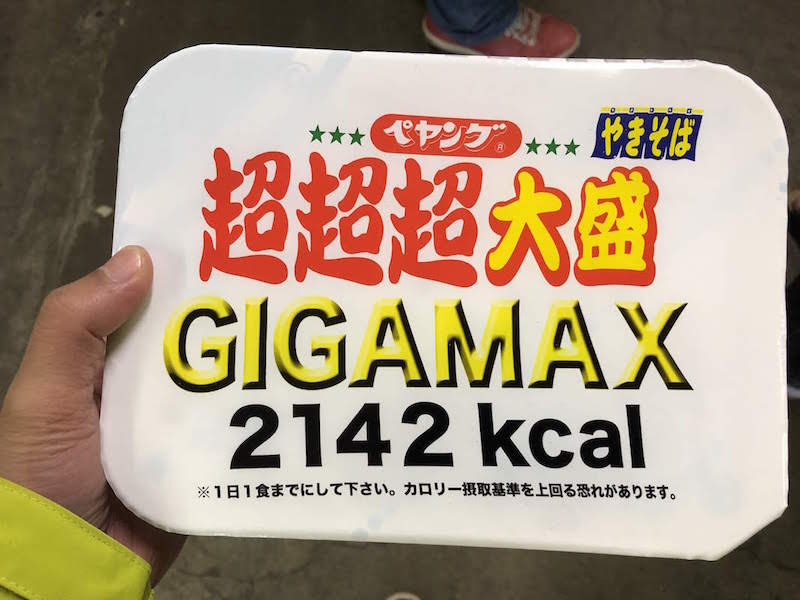 ★★★ ペヤング® ★★★
やきそば
超超超大盛
GIGAMAX
2142 kcal
※1日1食までにして下さい。カロリー摂取基準を上回る恐れがあります。